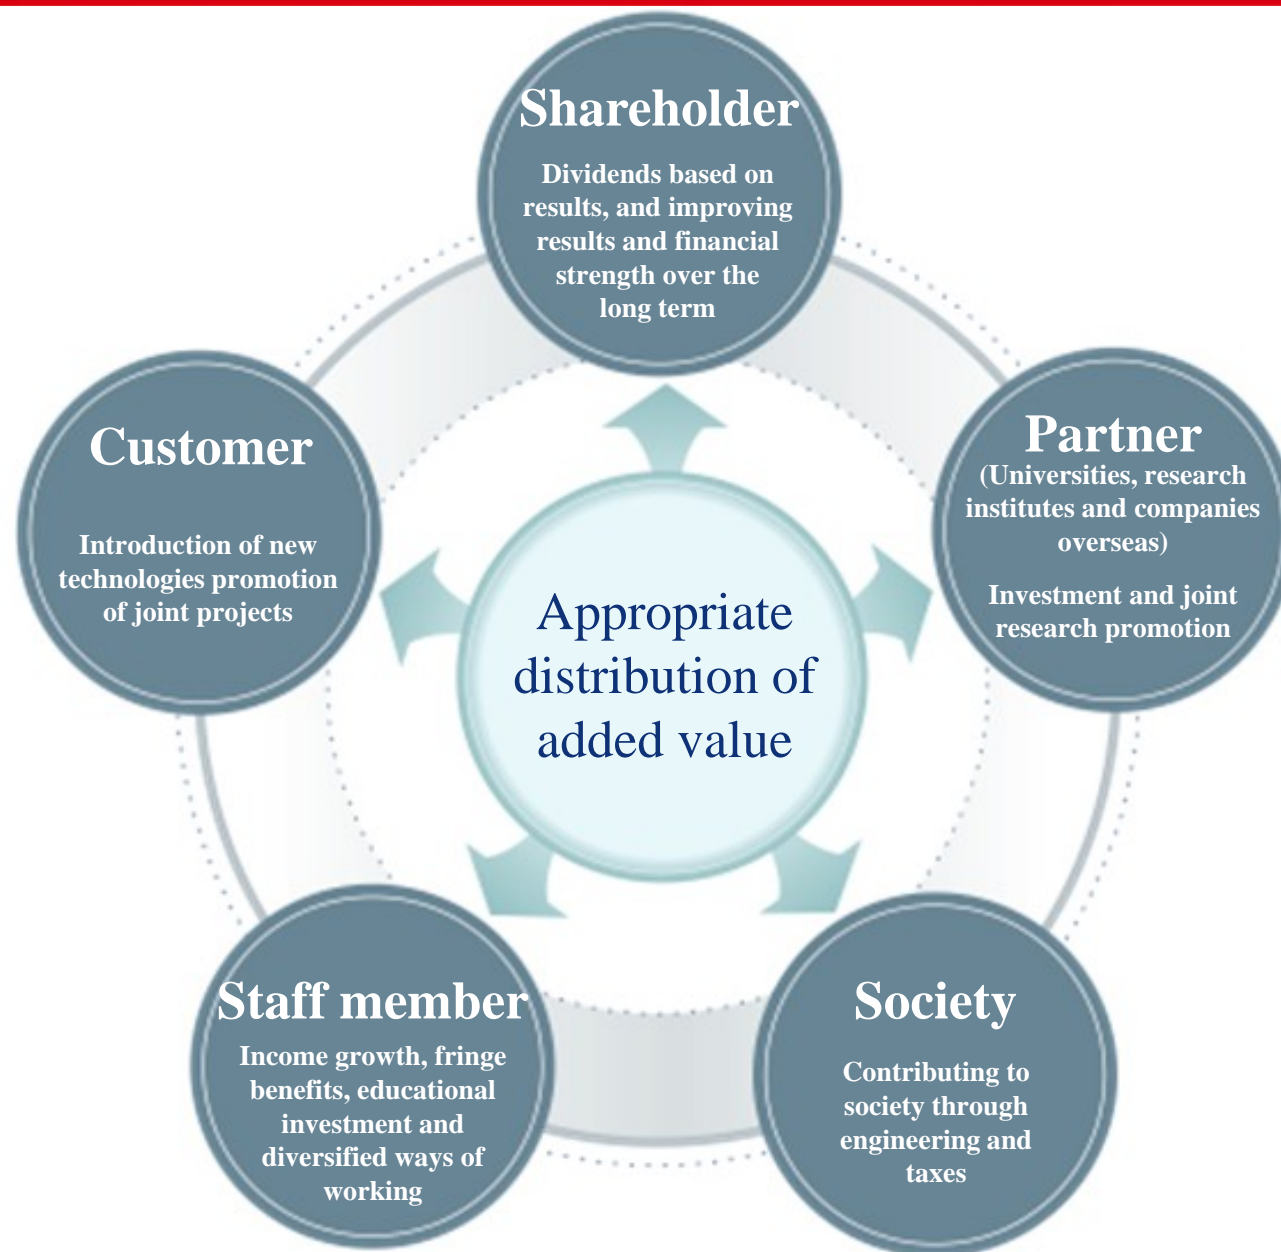 Shareholder
Dividends based on
results, and improving
results and financial
strength over the
long term
Customer
Introduction of new
technologies promotion
of joint projects
Partner
(Universities, research
institutes and companies
overseas)
Investment and joint
research promotion
Appropriate
distribution of
added value
Staff member
Income growth, fringe
benefits, educational
investment and
diversified ways of
working
Society
Contributing to
society through
engineering and
taxes